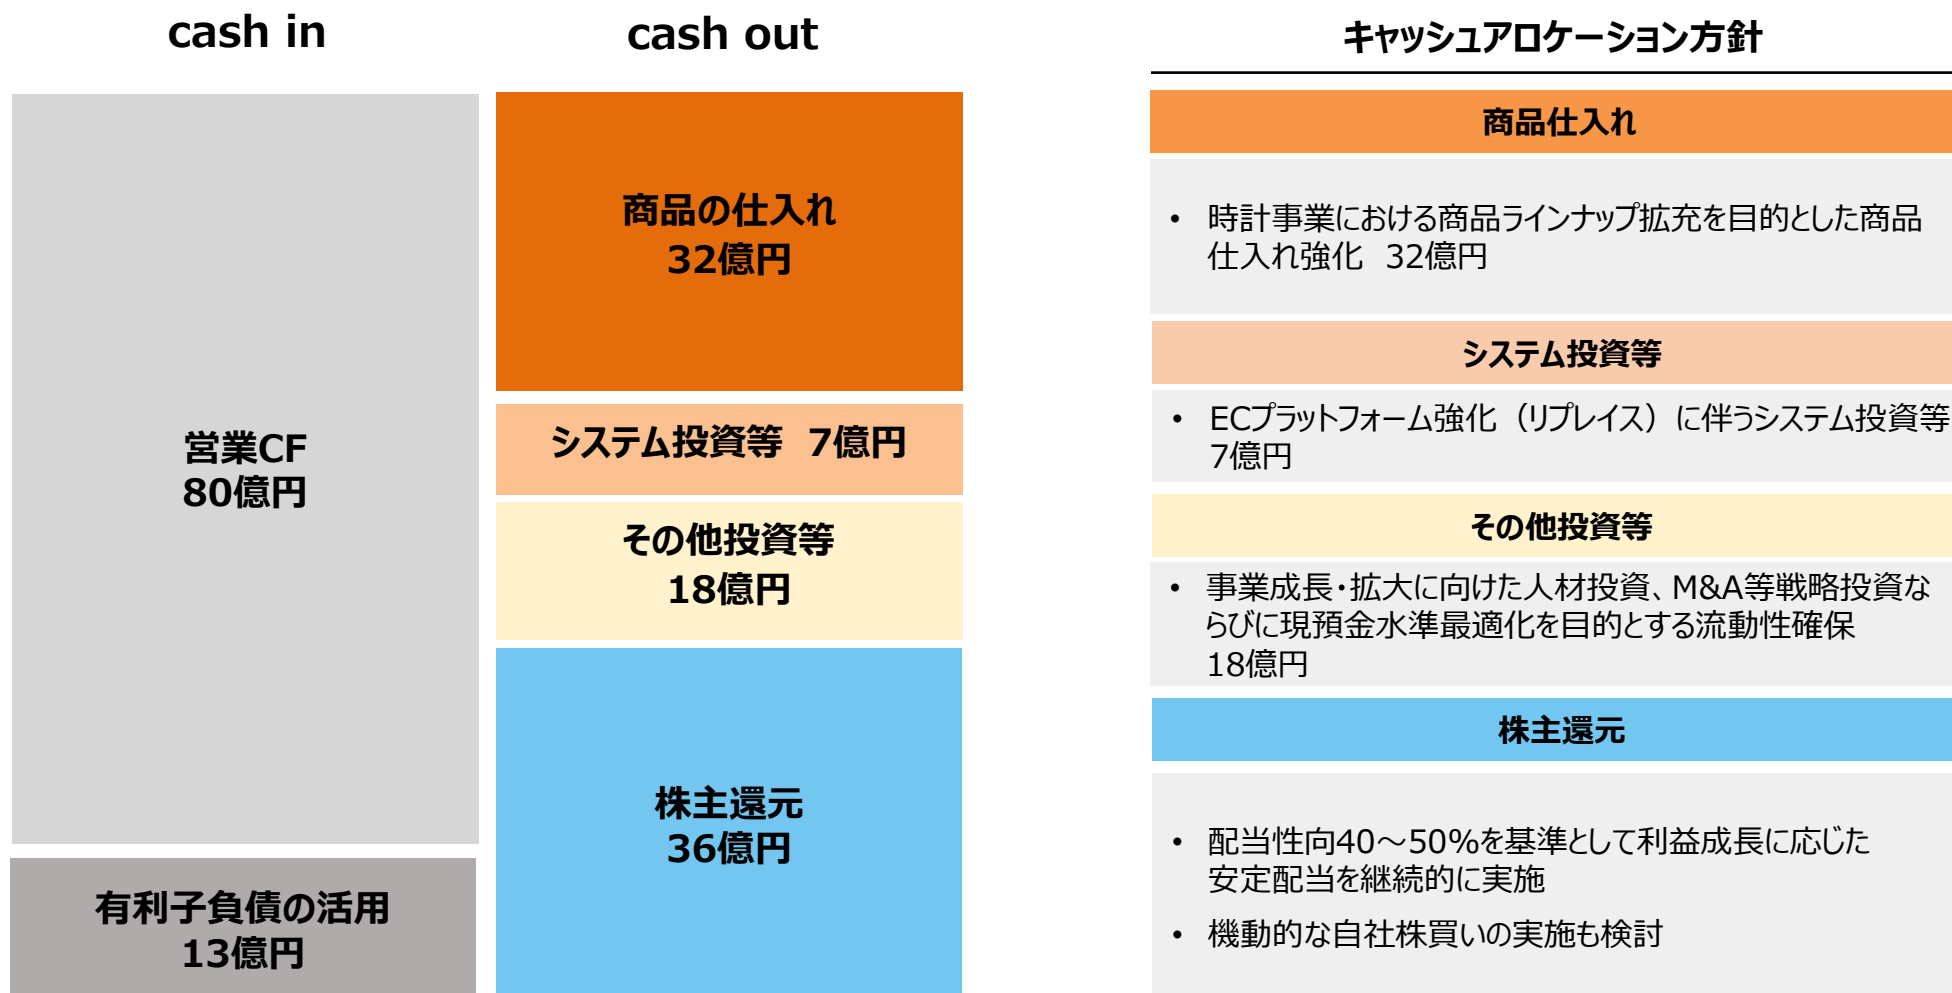 cash in
cash out
キャッシュアロケーション方針
営業CF
80億円
有利子負債の活用
13億円
商品の仕入れ
32億円
システム投資等 7億円
その他投資等
18億円
株主還元
36億円
商品仕入れ
• 時計事業における商品ラインナップ拡充を目的とした商品
仕入れ強化 32億円
システム投資等
• ECプラットフォーム強化（リプレイス）に伴うシステム投資等
7億円
その他投資等
• 事業成長・拡大に向けた人材投資、M&A等戦略投資な
らびに現預金水準最適化を目的とする流動性確保
18億円
株主還元
• 配当性向40～50%を基準として利益成長に応じた
安定配当を継続的に実施
• 機動的な自社株買いの実施も検討